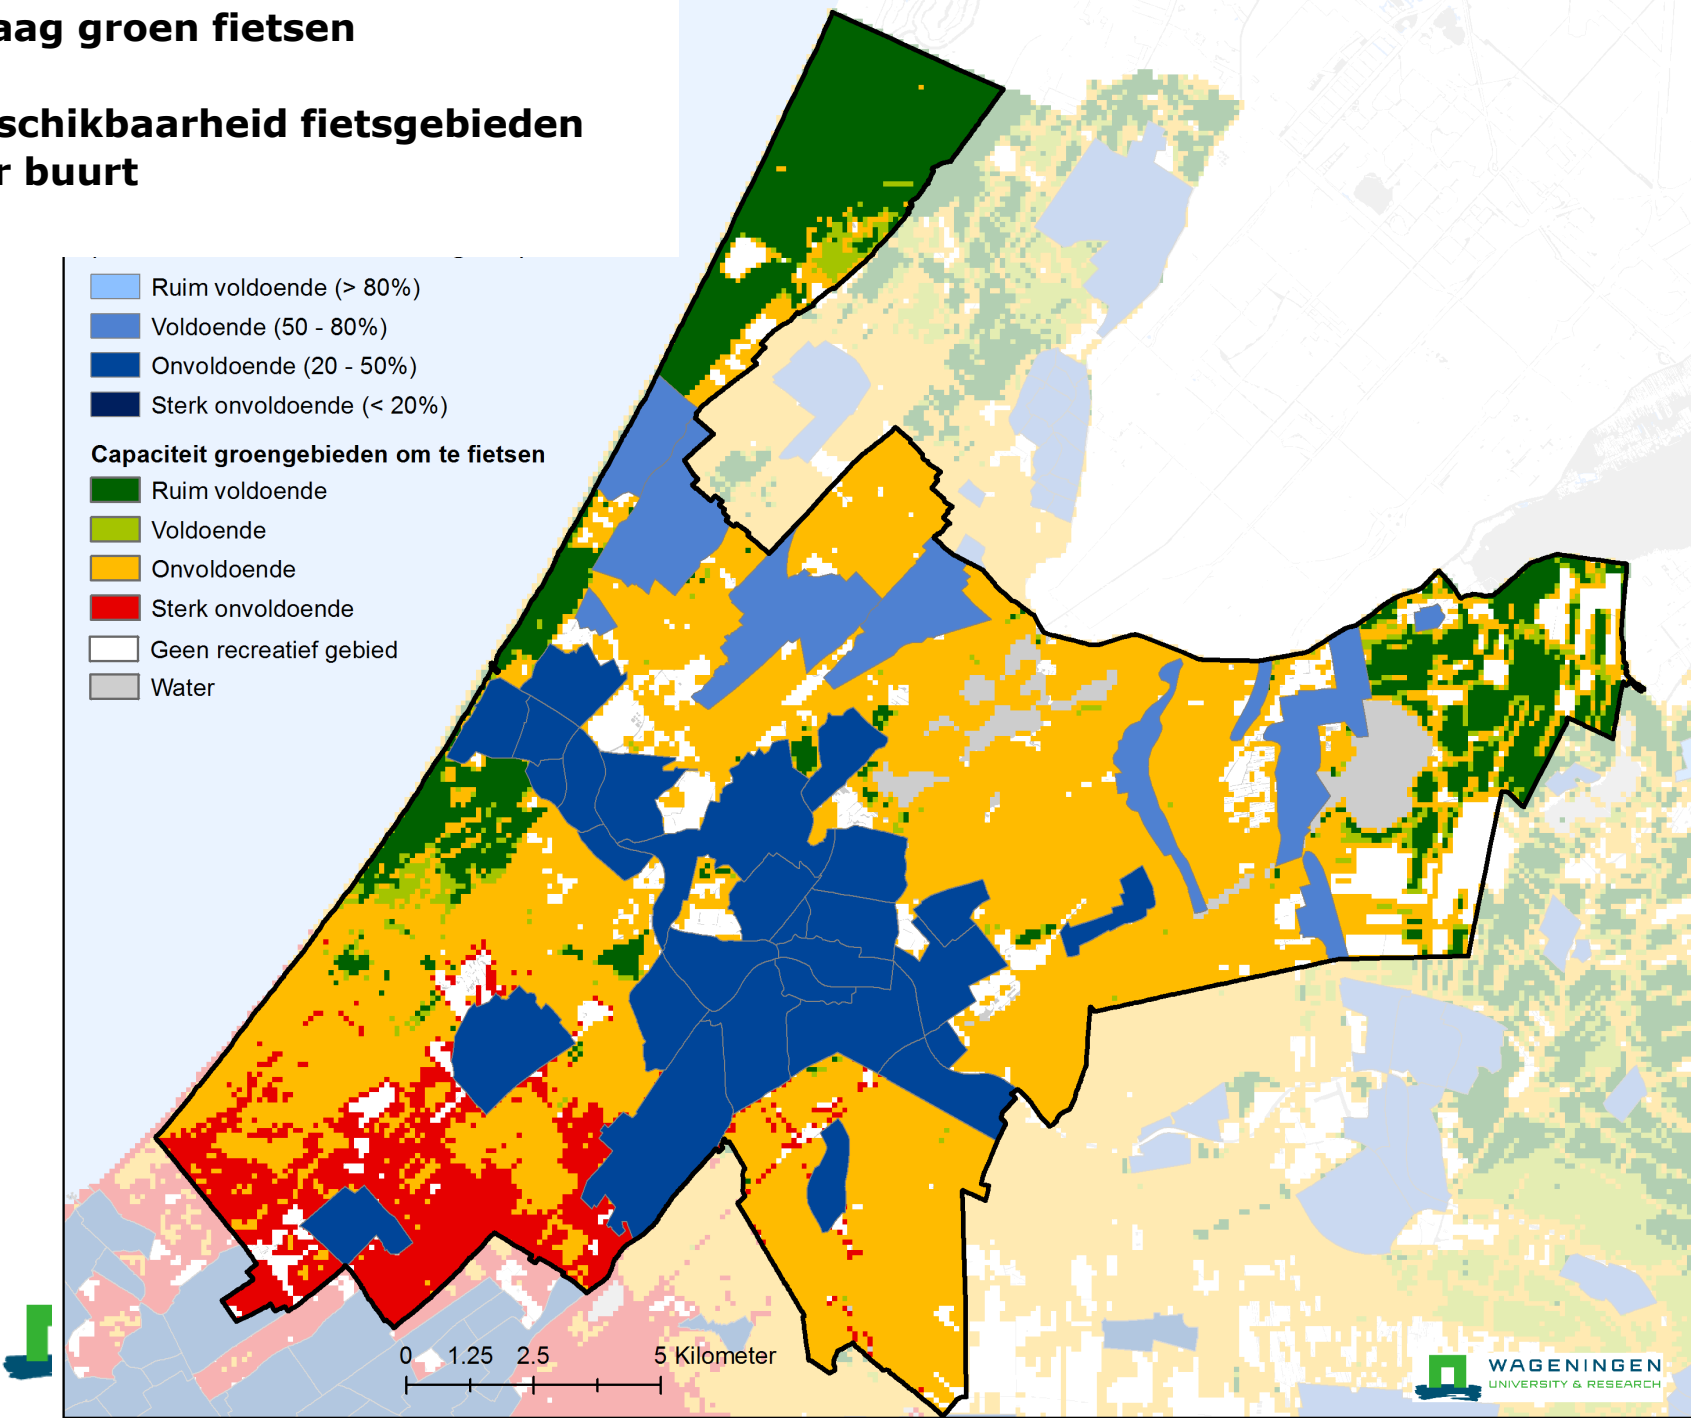 aag groen fietsen
schikbaarheid fietsgebieden
r buurt
Ruim voldoende (> 80%)
Voldoende (50 - 80%)
Onvoldoende (20 - 50%)
Sterk onvoldoende (< 20%)
Capaciteit groengebieden om te fietsen
Ruim voldoende
Voldoende
Onvoldoende
Sterk onvoldoende
Geen recreatief gebied
Water
0 1.25 2.5 5 Kilometer
WAGENINGEN
UNIVERSITY & RESEARCH